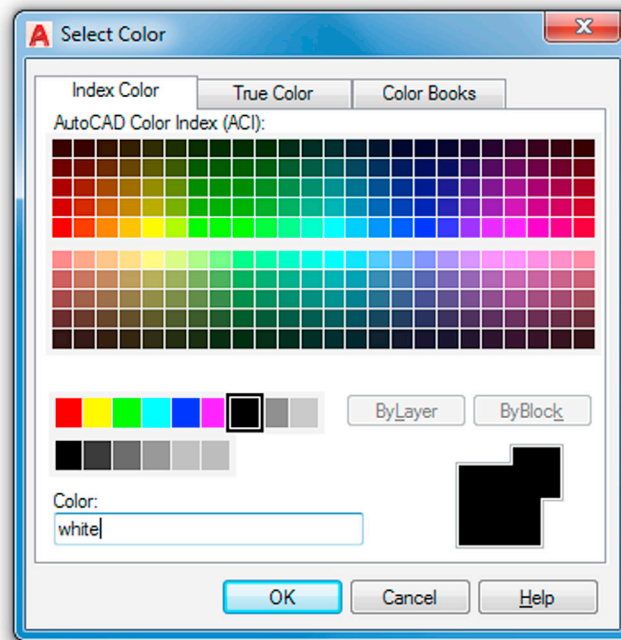 Select Color
Index Color True Color Color Books
AutoCAD Color Index (ACI):
ByLayer ByBlock
Color:
white
OK Cancel Help